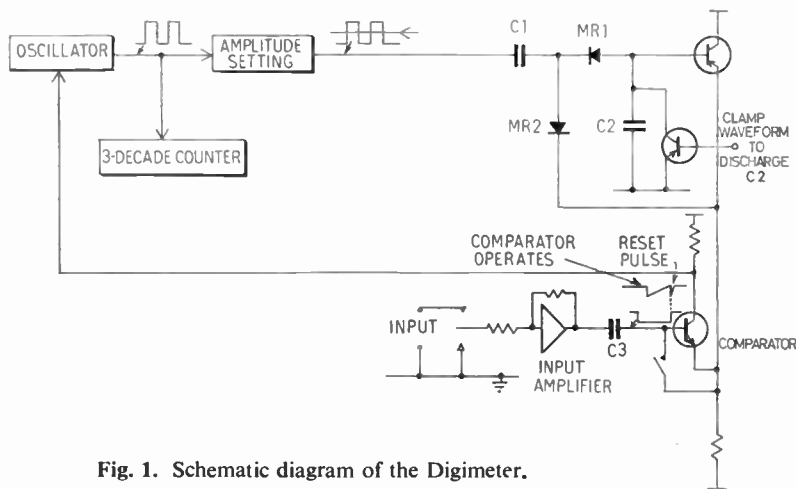 OSCILLATOR
AMPLITUDE
SETTING
3-DECADE COUNTER
C1
MR1
MR2
C2
CLAMP
WAVEFORM
TO
DISCHARGE
C2
COMPARATOR
OPERATES
RESET
PULSE
INPUT
C3
INPUT
AMPLIFIER
COMPARATOR
Fig. 1. Schematic diagram of the Digimeter.